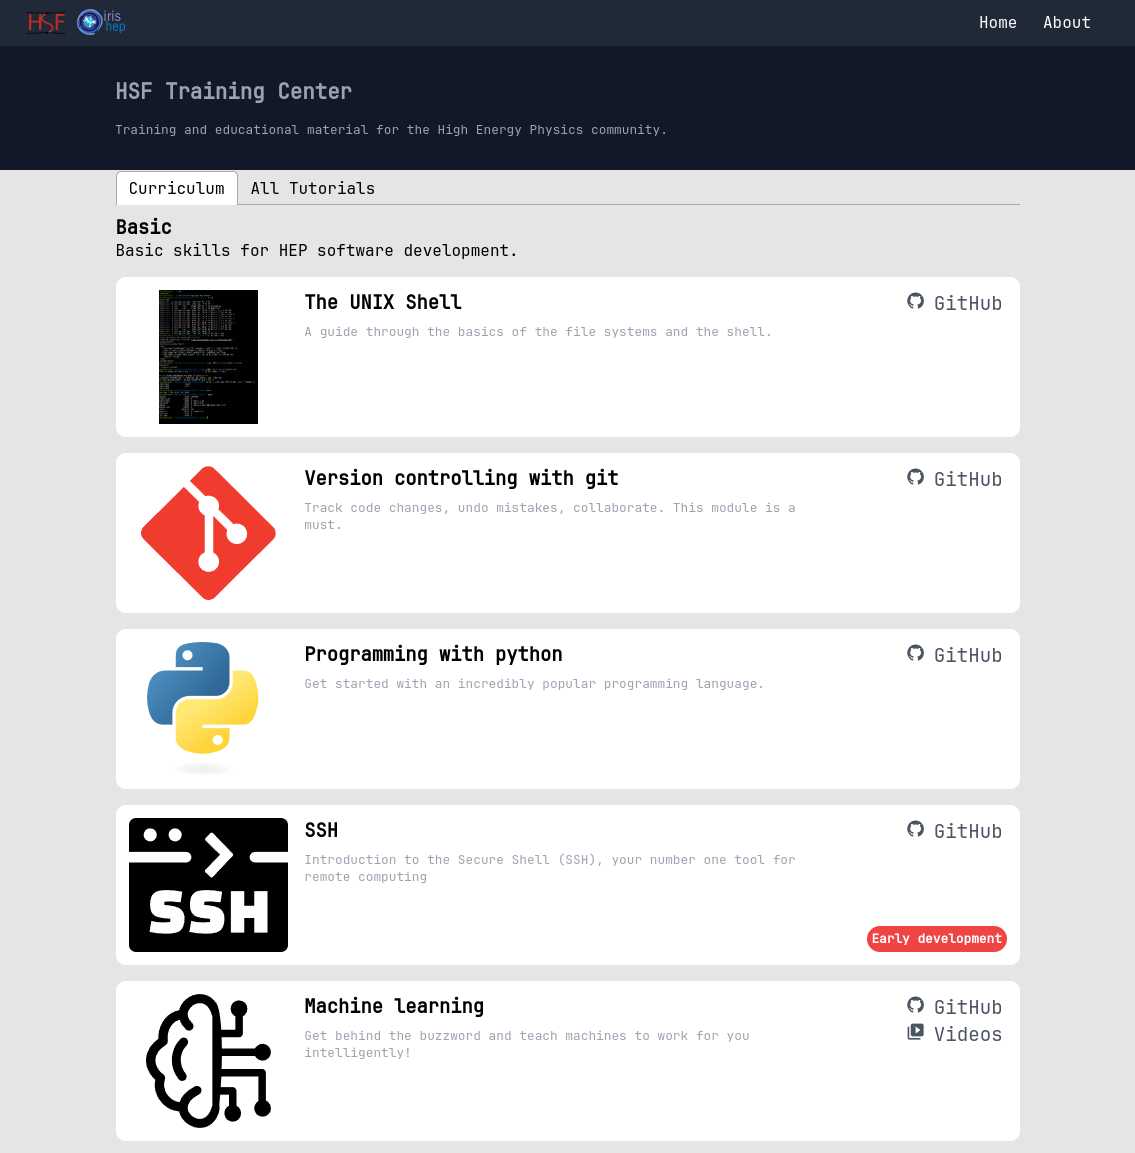 HSF iris hep Home About
HSF Training Center
Training and educational material for the High Energy Physics community.
Curriculum All Tutorials
Basic
Basic skills for HEP software development.
The UNIX Shell
GitHub
A guide through the basics of the file systems and the shell.
Version controlling with git
GitHub
Track code changes, undo mistakes, collaborate. This module is a
must.
Programming with python
GitHub
Get started with an incredibly popular programming language.
SSH
SSH
GitHub
Introduction to the Secure Shell (SSH), your number one tool for
remote computing
Early development
Machine learning
GitHub
Videos
Get behind the buzzword and teach machines to work for you
intelligently!